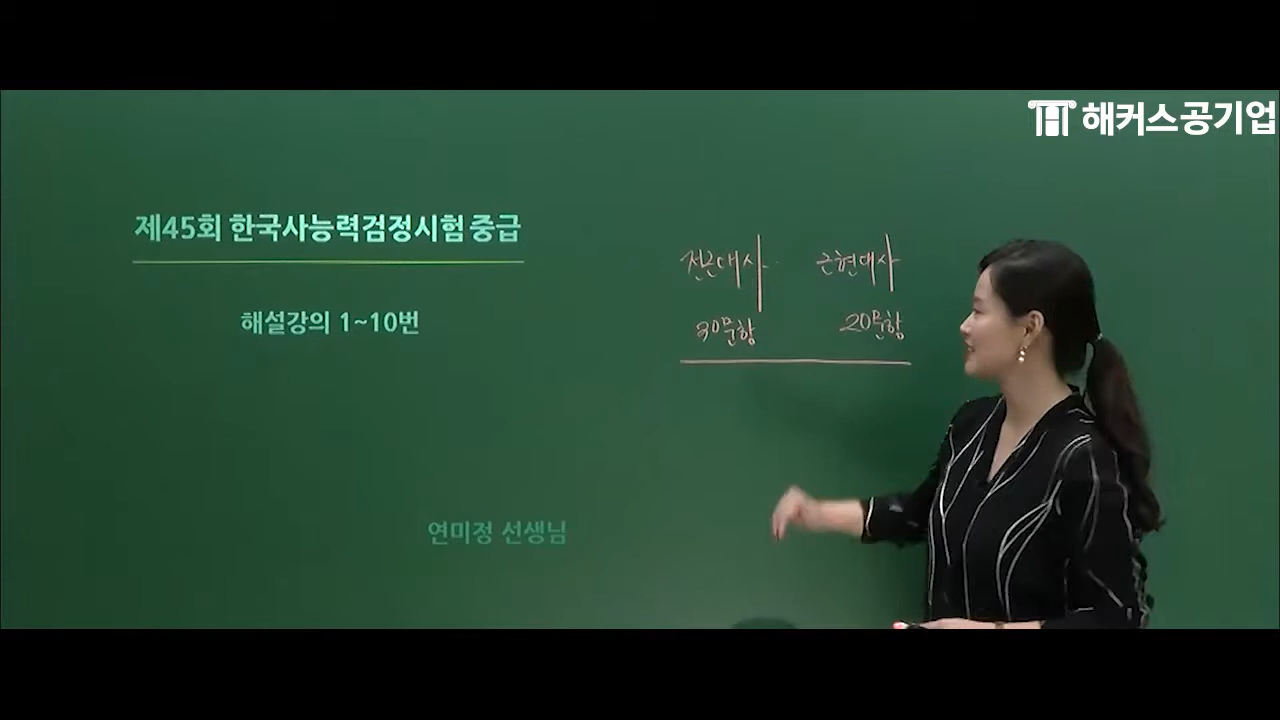 해커스공기업
제45회 한국사능력검정시험 중급
해설강의 1~10번
전근대사 근현대사
30문항 20문항
연미정 선생님